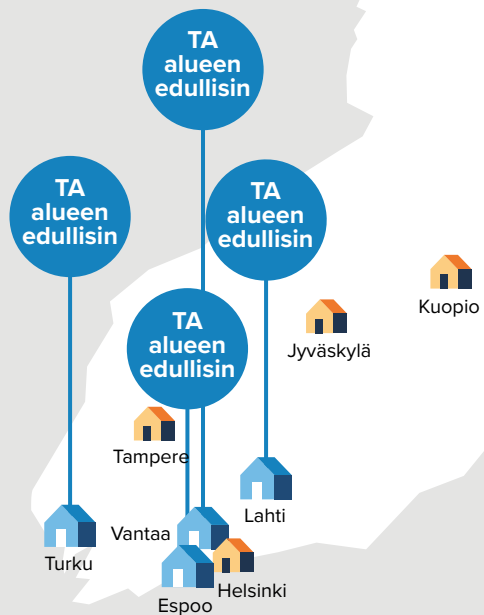 TA
alueen
edullisin
TA
alueen
edullisin
TA
alueen
edullisin
TA
alueen
edullisin
Kuopio
Jyväskylä
Tampere
Lahti
Vantaa
Turku
Helsinki
Espoo